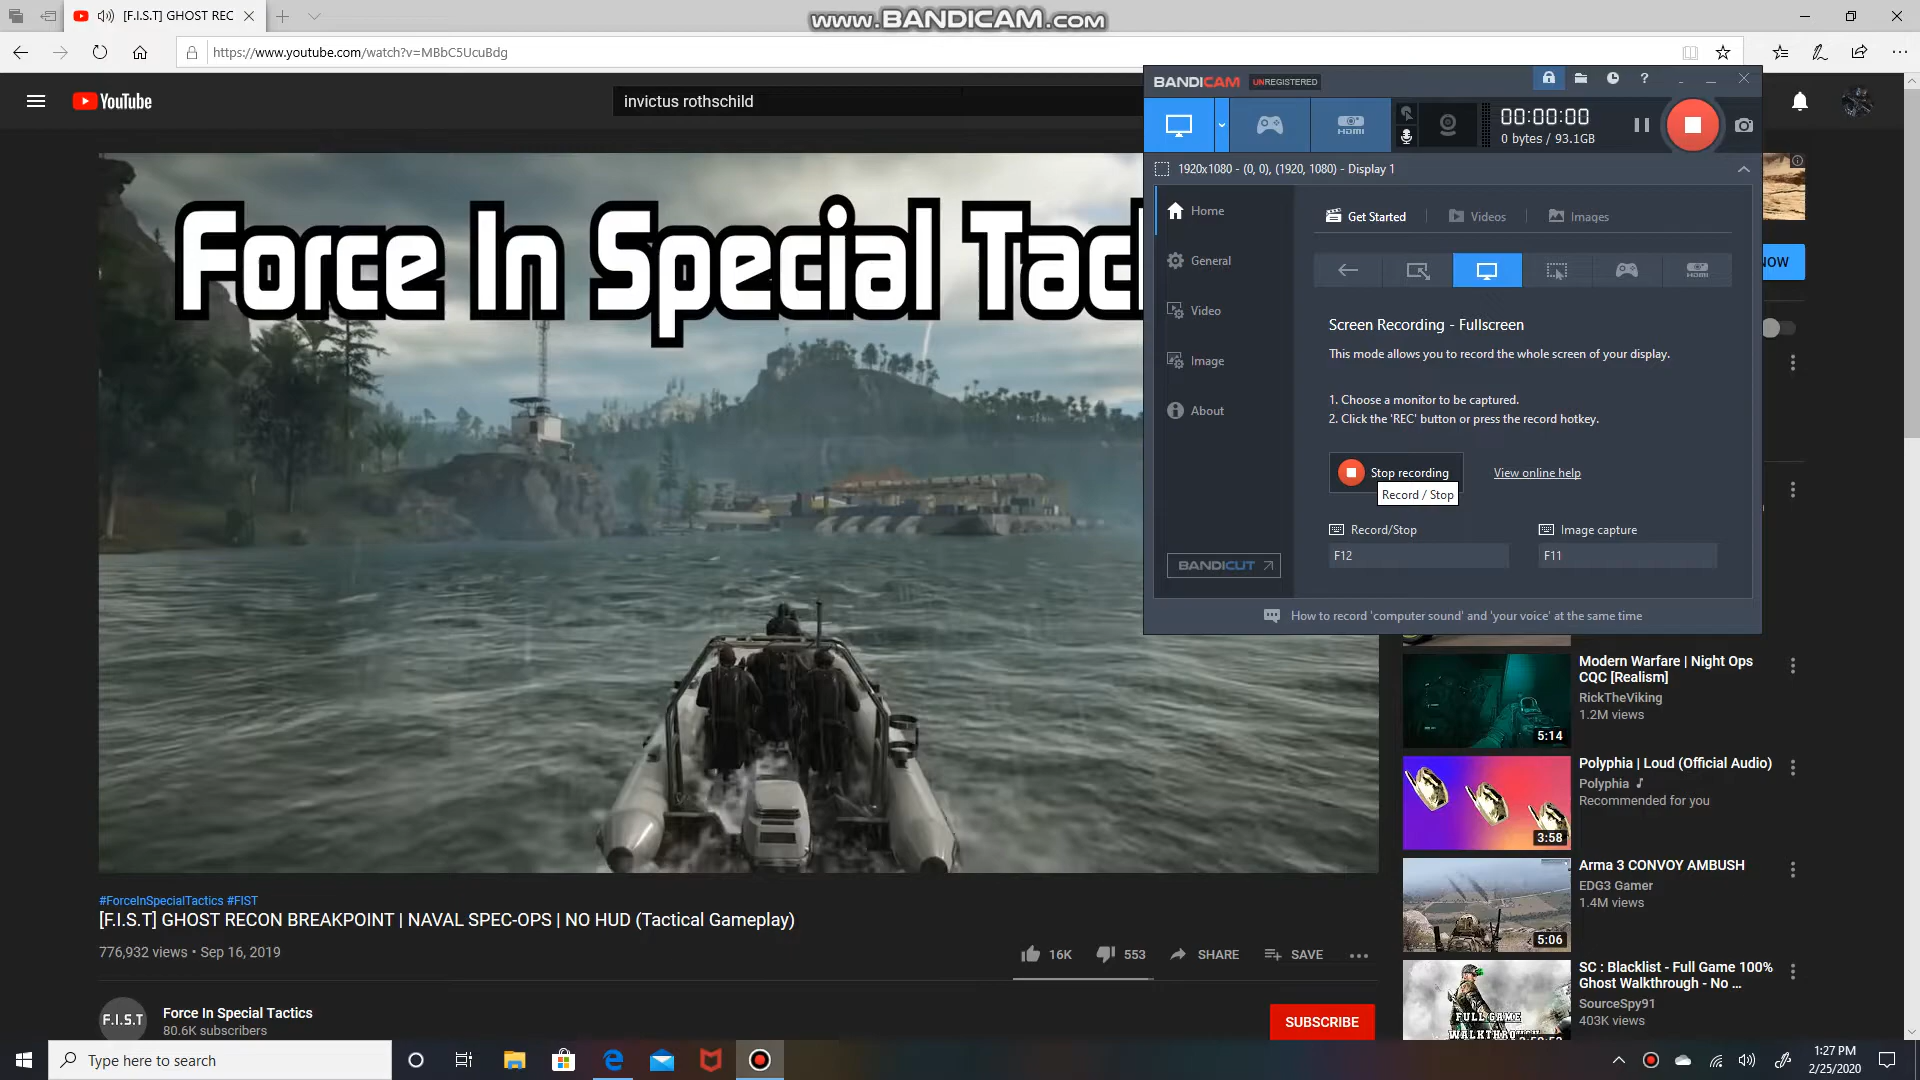 [F.I.S.T] GHOST REC
www.BANDICAM.com
https://www.youtube.com/watch?v=MBbC5UcuBdg
YouTube
invictus rothschild
BANDICAM UNREGISTERED
HDMI
00:00:00
0 bytes / 93.1GB
1920x1080 - (0, 0), (1920, 1080) - Display 1
Home
General
Video
Image
About
BANDICUT
Get Started
Videos
Images
HDMI
Screen Recording - Fullscreen
This mode allows you to record the whole screen of your display.
1. Choose a monitor to be captured.
2. Click the 'REC' button or press the record hotkey.
Stop recording
View online help
Record / Stop
Record/Stop
Image capture
F12
F11
How to record 'computer sound' and 'your voice' at the same time
NOW
Force In Special Tac
#ForceInSpecialTactics #FIST
[F.I.S.T] GHOST RECON BREAKPOINT | NAVAL SPEC-OPS | NO HUD (Tactical Gameplay)
776,932 views • Sep 16, 2019
16K
553
SHARE
SAVE
F.I.S.T
Force In Special Tactics
80.6K subscribers
SUBSCRIBE
Modern Warfare | Night Ops
CQC [Realism]
RickTheViking
1.2M views
5:14
Polyphia | Loud (Official Audio)
Polyphia
Recommended for you
3:58
Arma 3 CONVOY AMBUSH
EDG3 Gamer
1.4M views
5:06
SC : Blacklist - Full Game 100%
Ghost Walkthrough - No ...
SourceSpy91
403K views
FULL GAME
WALKTHROUGH
Type here to search
1:27 PM
2/25/2020